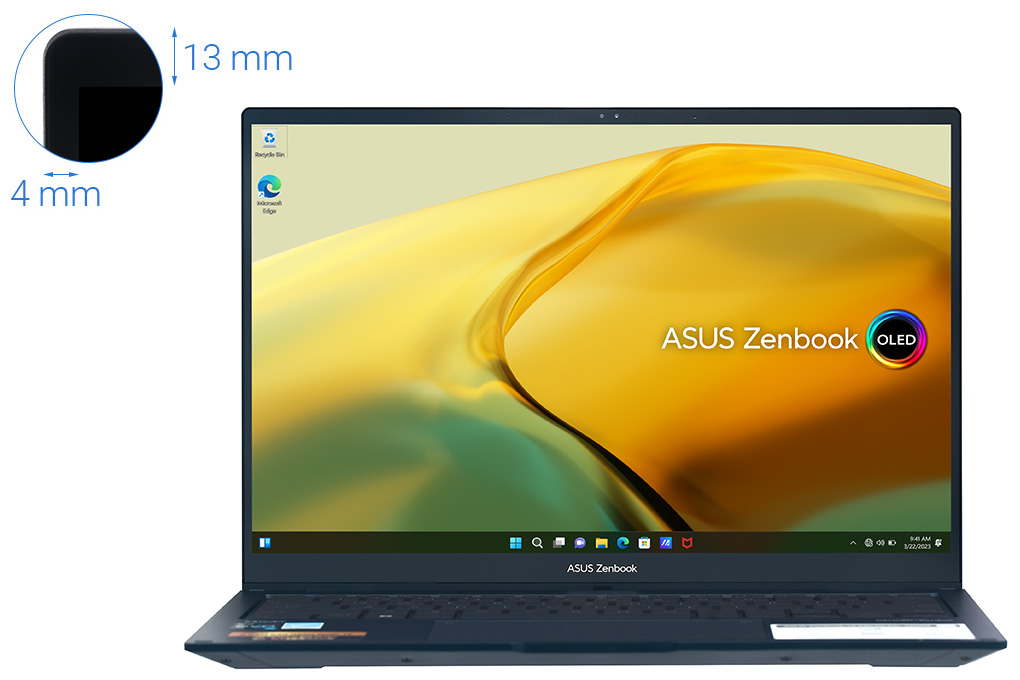 13 mm
4 mm
Recycle Bin
Microsoft
Edge
ASUS Zenbook OLED
9:41 AM
3/22/2023
ASUS Zenbook